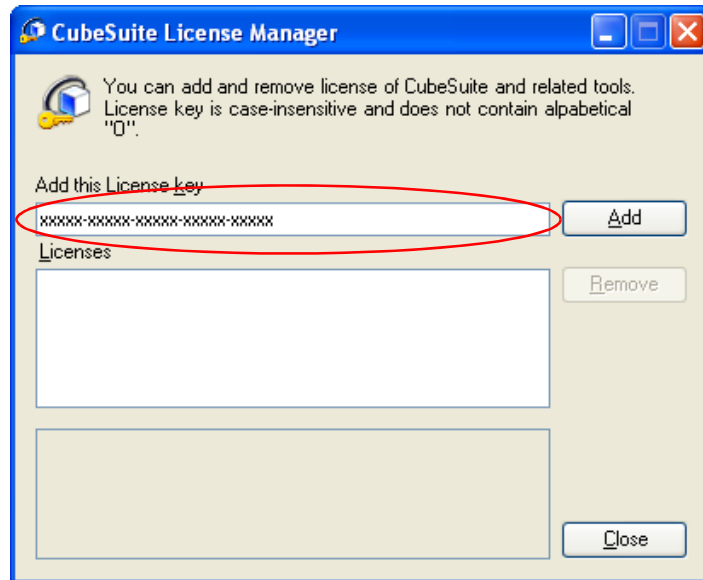 CubeSuite License Manager
You can add and remove license of CubeSuite and related tools.
License key is case-insensitive and does not contain alpabetical
"O".
Add this License key
xxxxx-xxxxx-xxxxx-xxxxx-xxxxx
Add
Licenses
Remove
Close